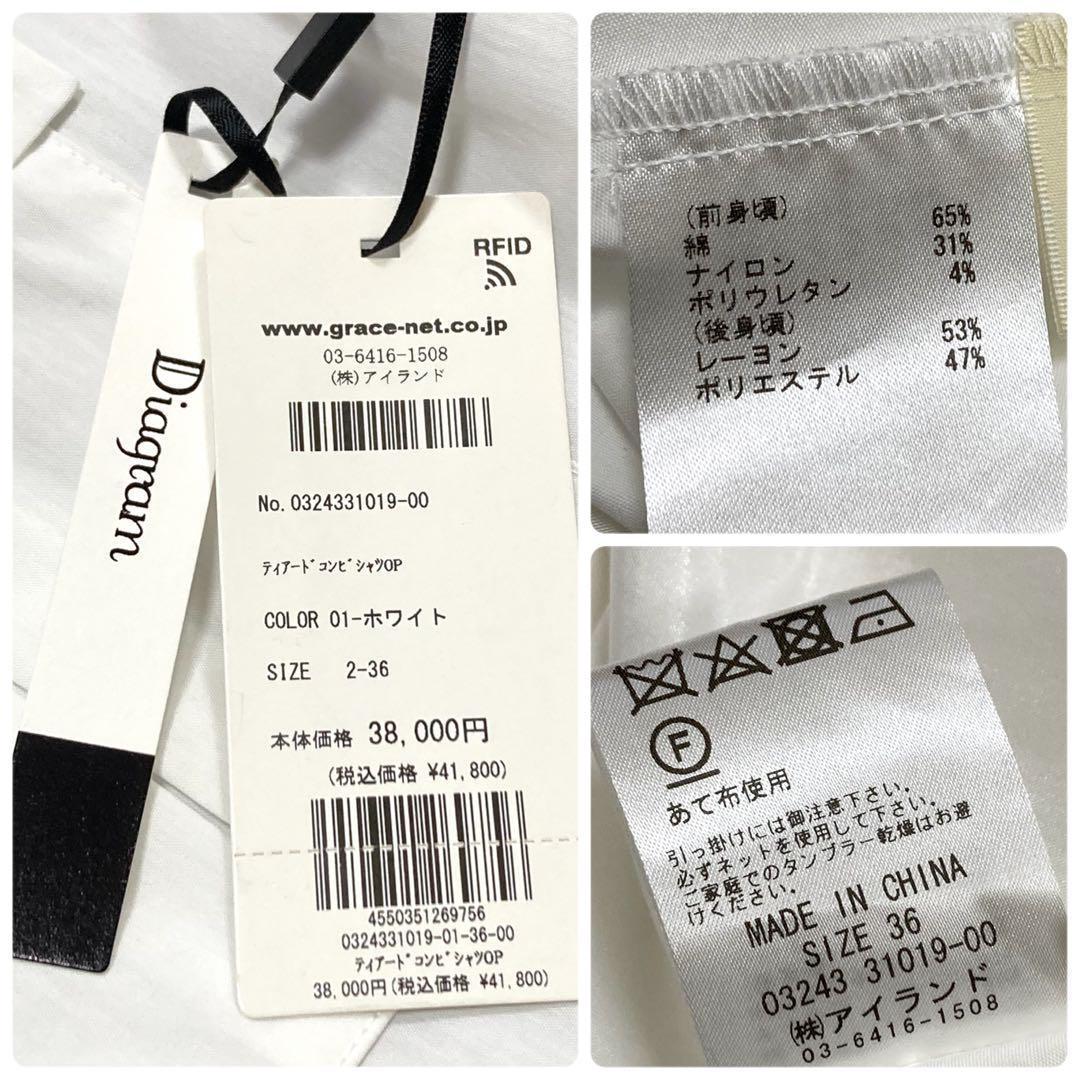 Diagram
RFID
www.grace-net.co.jp
03-6416-1508
(株)アイランド
No. 0324331019-00
ﾃｨｱｰﾄﾞｺﾝﾋﾞｼｬﾂOP
COLOR 01-ホワイト
SIZE 2-36
本体価格 38,000円
(税込価格 ¥41,800)
4550351269756
0324331019-01-36-00
ﾃｨｱｰﾄﾞｺﾝﾋﾞｼｬﾂOP
38,000円(税込価格 ¥41,800)
(前身頃)
綿 65%
ナイロン 31%
ポリウレタン 4%
(後身頃)
レーヨン 53%
ポリエステル 47%
F
あて布使用
引っ掛けには御注意下さい。
必ずネットを使用して下さい。
ご家庭でのタンブラー乾燥はお避
けください。
MADE IN CHINA
SIZE 36
03243 31019-00
(株)アイランド
03-6416-1508